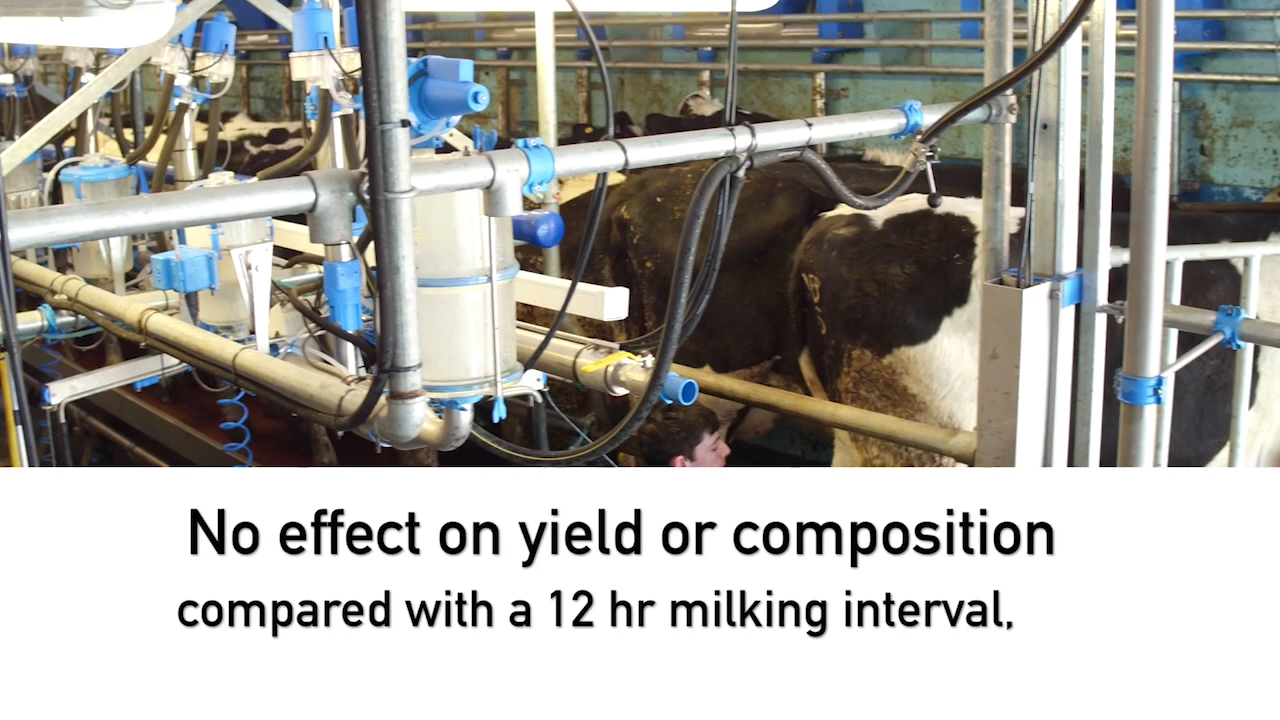 No effect on yield or composition
compared with a 12 hr milking interval,